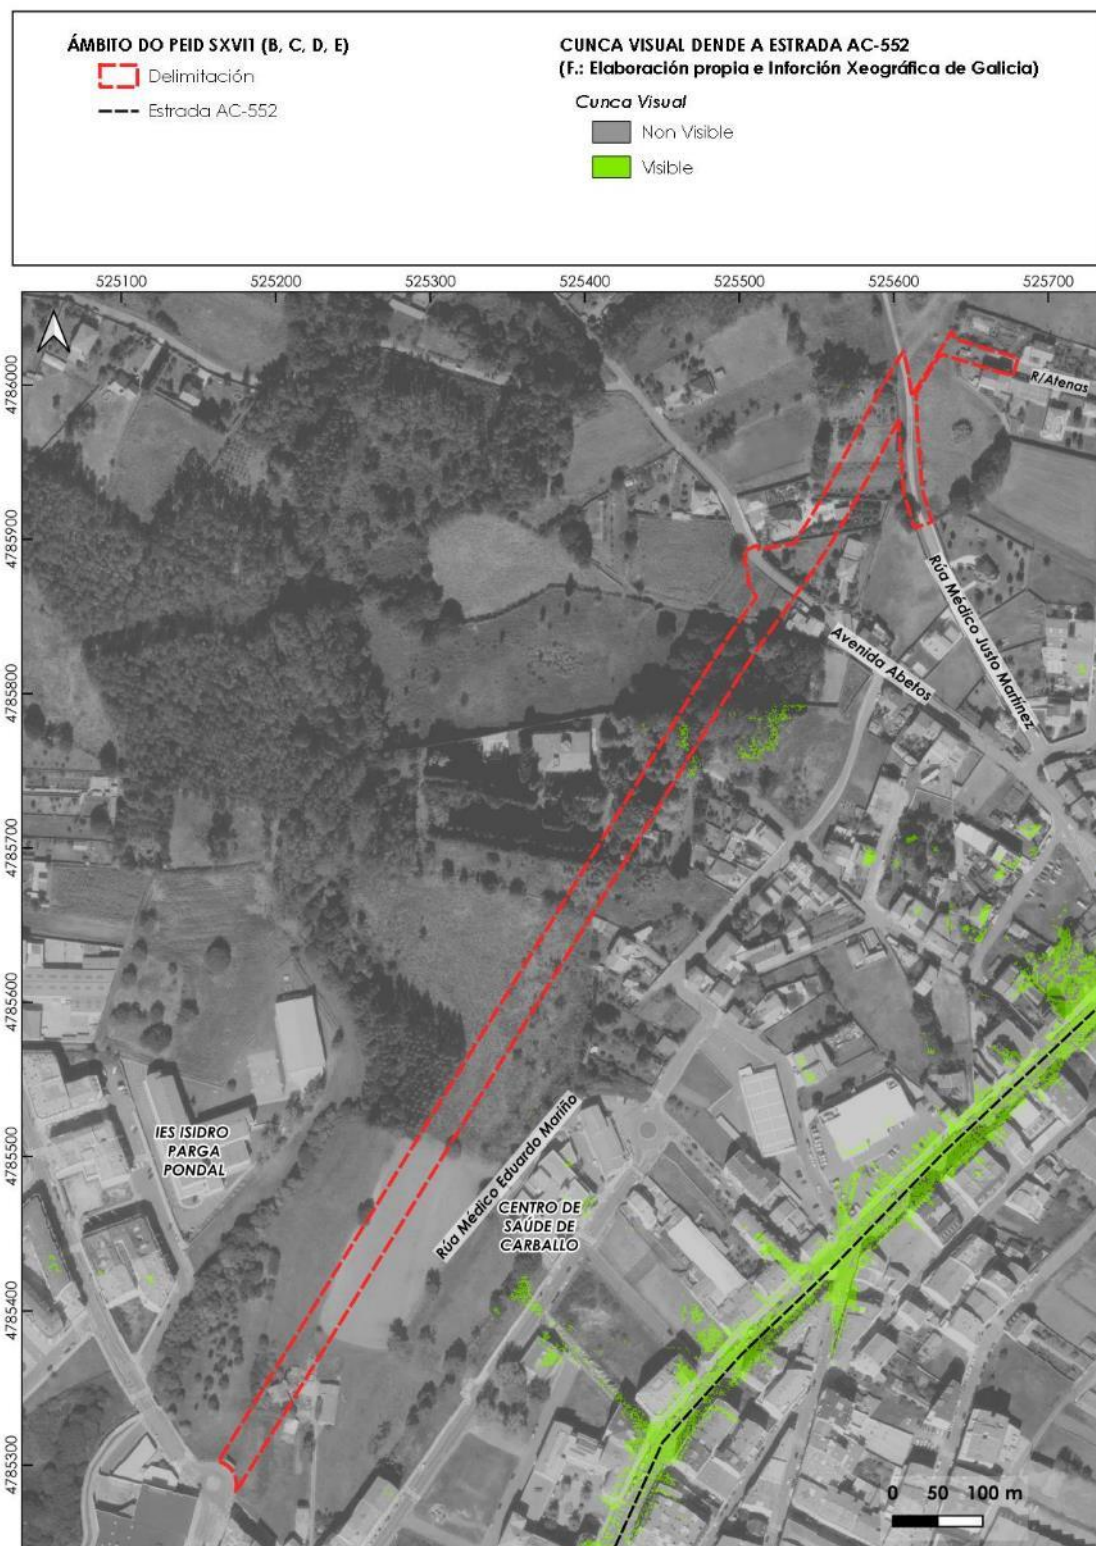 ÁMBITO DO PEID SXVI1 (B, C, D, E)
Delimitación
Estrada AC-552
CUNCA VISUAL DENDE A ESTRADA AC-552
(F.: Elaboración propia e Inforción Xeográfica de Galicia)
Cunca Visual
Non Visible
Visible
525100 525200 525300 525400 525500 525600 525700
4786000
R/Atenas
4785900
Rúa Médico Justo Martínez
Avenida Abetos
4785800
4785700
4785600
4785500
IES ISIDRO
PARGA
PONDAL
Rúa Médico Eduardo Mariño
CENTRO DE
SAÚDE DE
CARBALLO
4785400
4785300
0 50 100 m